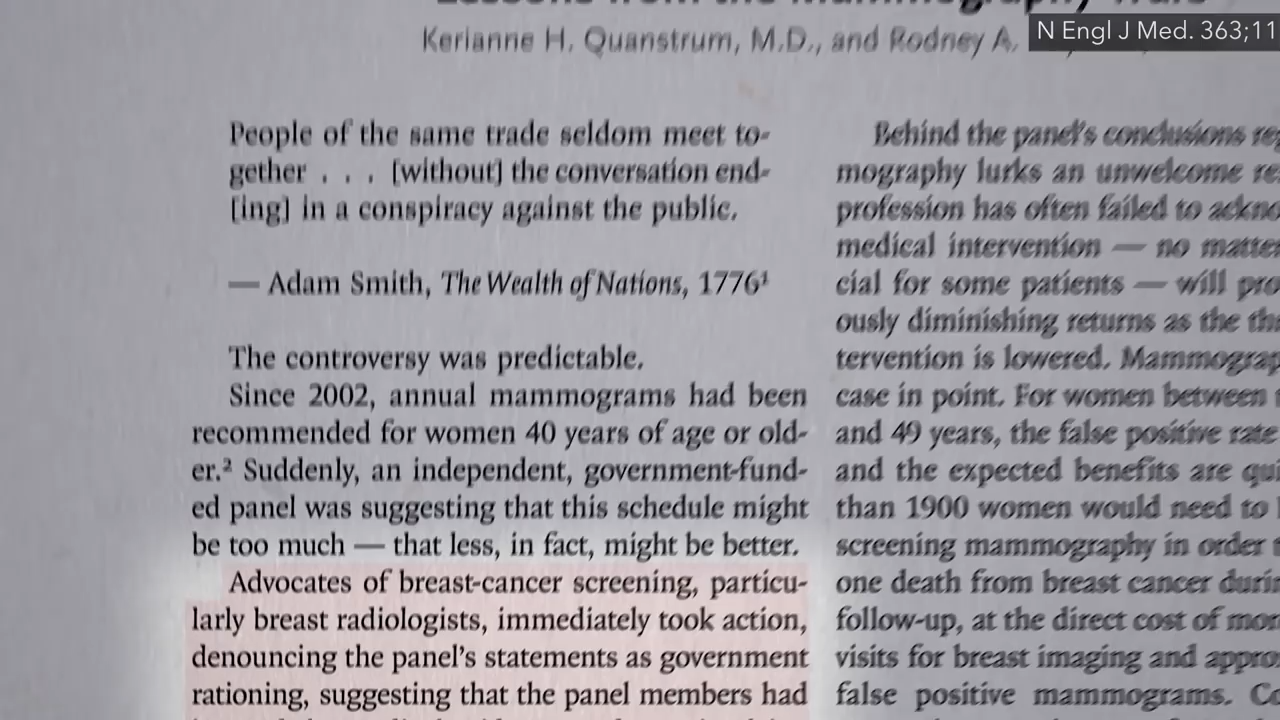 Lessons from the Mammography Wars
Kerianne H. Quanstrum, M.D., and Rodney A.
N Engl J Med. 363;11
People of the same trade seldom meet to-
gether . . . [without] the conversation end-
[ing] in a conspiracy against the public.
— Adam Smith, The Wealth of Nations, 1776¹
The controversy was predictable.
Since 2002, annual mammograms had been
recommended for women 40 years of age or old-
er.² Suddenly, an independent, government-fund-
ed panel was suggesting that this schedule might
be too much — that less, in fact, might be better.
Advocates of breast-cancer screening, particu-
larly breast radiologists, immediately took action,
denouncing the panel's statements as government
rationing, suggesting that the panel members had
Behind the panel's conclusions
mography lurks an unwelcome
profession has often failed to
medical intervention — no
cial for some patients — will
ously diminishing returns as the
tervention is lowered.
case in point. For women between
and 49 years, the false positive rate
and the expected benefits are
than 1900 women would need to
screening mammography in order
one death from breast cancer
follow-up, at the direct cost of
visits for breast imaging and
false positive mammograms.